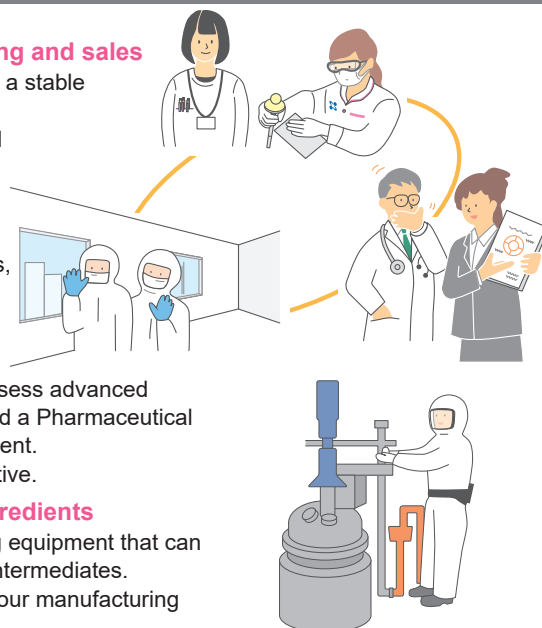 ng and sales
a stable
s,
sess advanced
d a Pharmaceutical
ent.
tive.
redients
g equipment that can
ntermediates.
our manufacturing